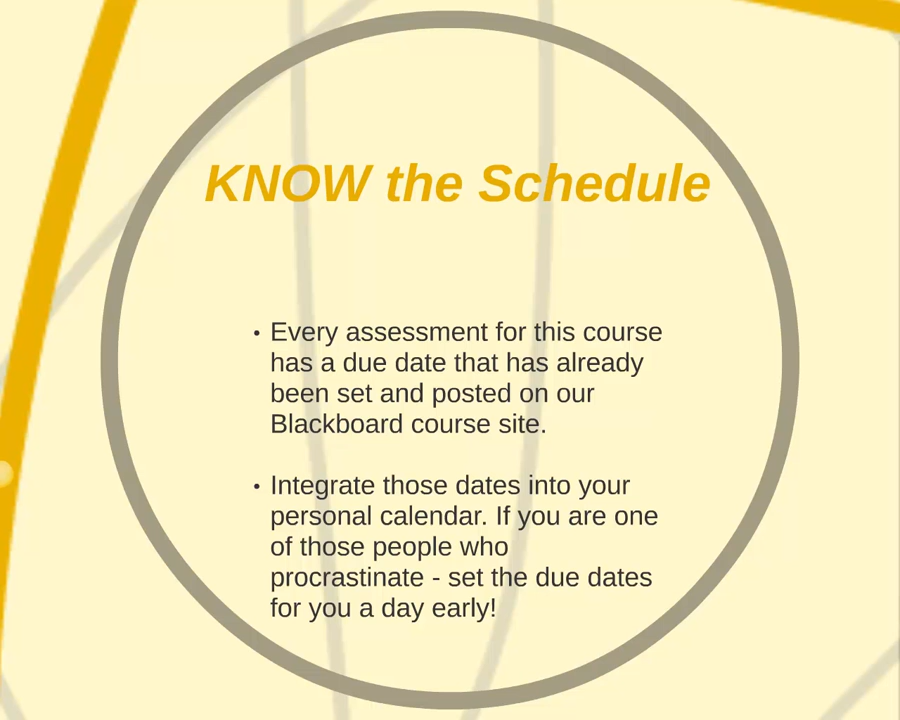 KNOW the Schedule
• Every assessment for this course
has a due date that has already
been set and posted on our
Blackboard course site.
• Integrate those dates into your
personal calendar. If you are one
of those people who
procrastinate - set the due dates
for you a day early!